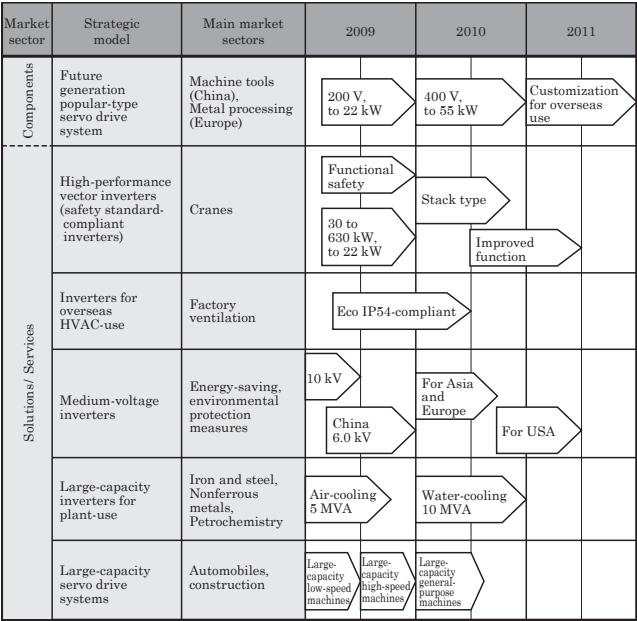 Market
sector
Strategic
model
Main market
sectors
2009
2010
2011
Components
Future
generation
popular-type
servo drive
system
Machine tools
(China),
Metal processing
(Europe)
200 V,
to 22 kW
400 V,
to 55 kW
Customization
for overseas
use
Solutions/ Services
High-performance
vector inverters
(safety standard-
compliant
inverters)
Cranes
Functional
safety
30 to
630 kW,
to 22 kW
Stack type
Improved
function
Inverters for
overseas
HVAC-use
Factory
ventilation
Eco IP54-compliant
Medium-voltage
inverters
Energy-saving,
environmental
protection
measures
10 kV
China
6.0 kV
For Asia
and
Europe
For USA
Large-capacity
inverters for
plant-use
Iron and steel,
Nonferrous
metals,
Petrochemistry
Air-cooling
5 MVA
Water-cooling
10 MVA
Large-capacity
servo drive
systems
Automobiles,
construction
Large-
capacity
low-speed
machines
Large-
capacity
high-speed
machines
Large-
capacity
general-
purpose
machines